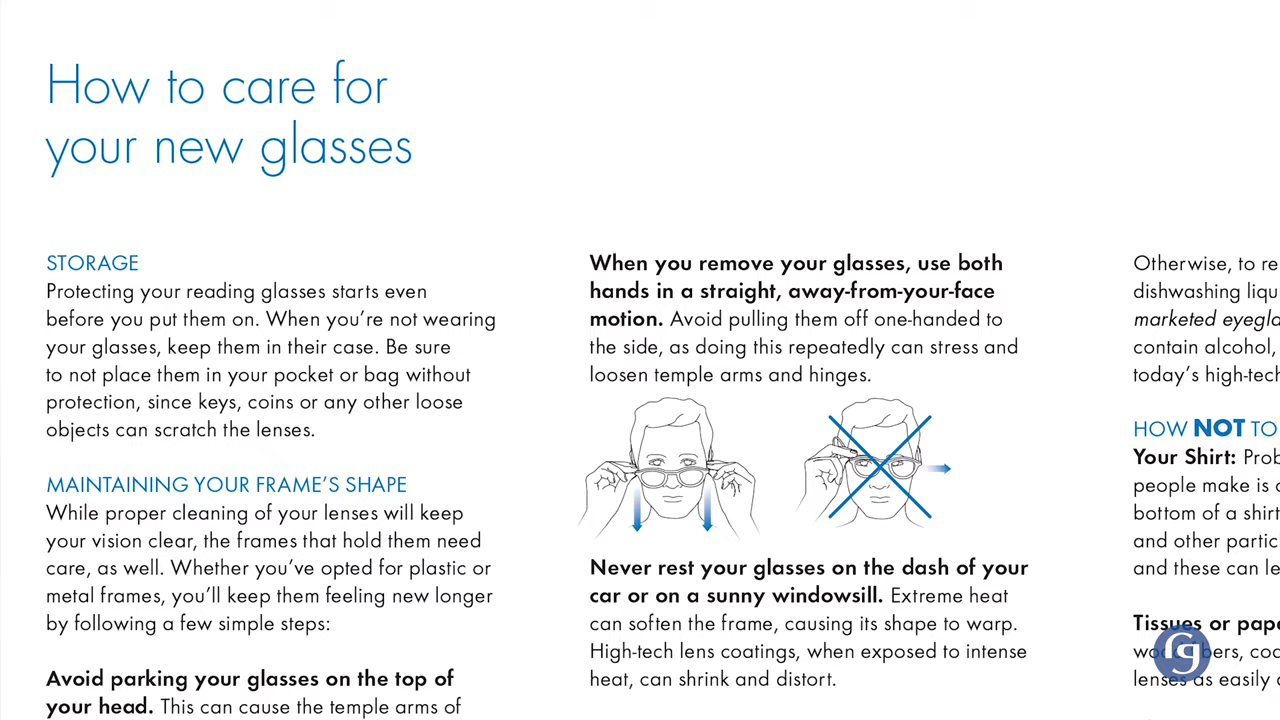 How to care for
your new glasses
STORAGE
Protecting your reading glasses starts even
before you put them on. When you’re not wearing
your glasses, keep them in their case. Be sure
to not place them in your pocket or bag without
protection, since keys, coins or any other loose
objects can scratch the lenses.
MAINTAINING YOUR FRAME’S SHAPE
While proper cleaning of your lenses will keep
your vision clear, the frames that hold them need
care, as well. Whether you’ve opted for plastic or
metal frames, you’ll keep them feeling new longer
by following a few simple steps:
Avoid parking your glasses on the top of
your head. This can cause the temple arms of
When you remove your glasses, use both
hands in a straight, away-from-your-face
motion. Avoid pulling them off one-handed to
the side, as doing this repeatedly can stress and
loosen temple arms and hinges.
Never rest your glasses on the dash of your
car or on a sunny windowsill. Extreme heat
can soften the frame, causing its shape to warp.
High-tech lens coatings, when exposed to intense
heat, can shrink and distort.
Otherwise, to
dishwashing
marketed
contain alcohol,
today’s high-tech
HOW NOT TO
Your Shirt:
people make is
bottom of a shirt
and other
and these can
Tissues or
lenses as easily